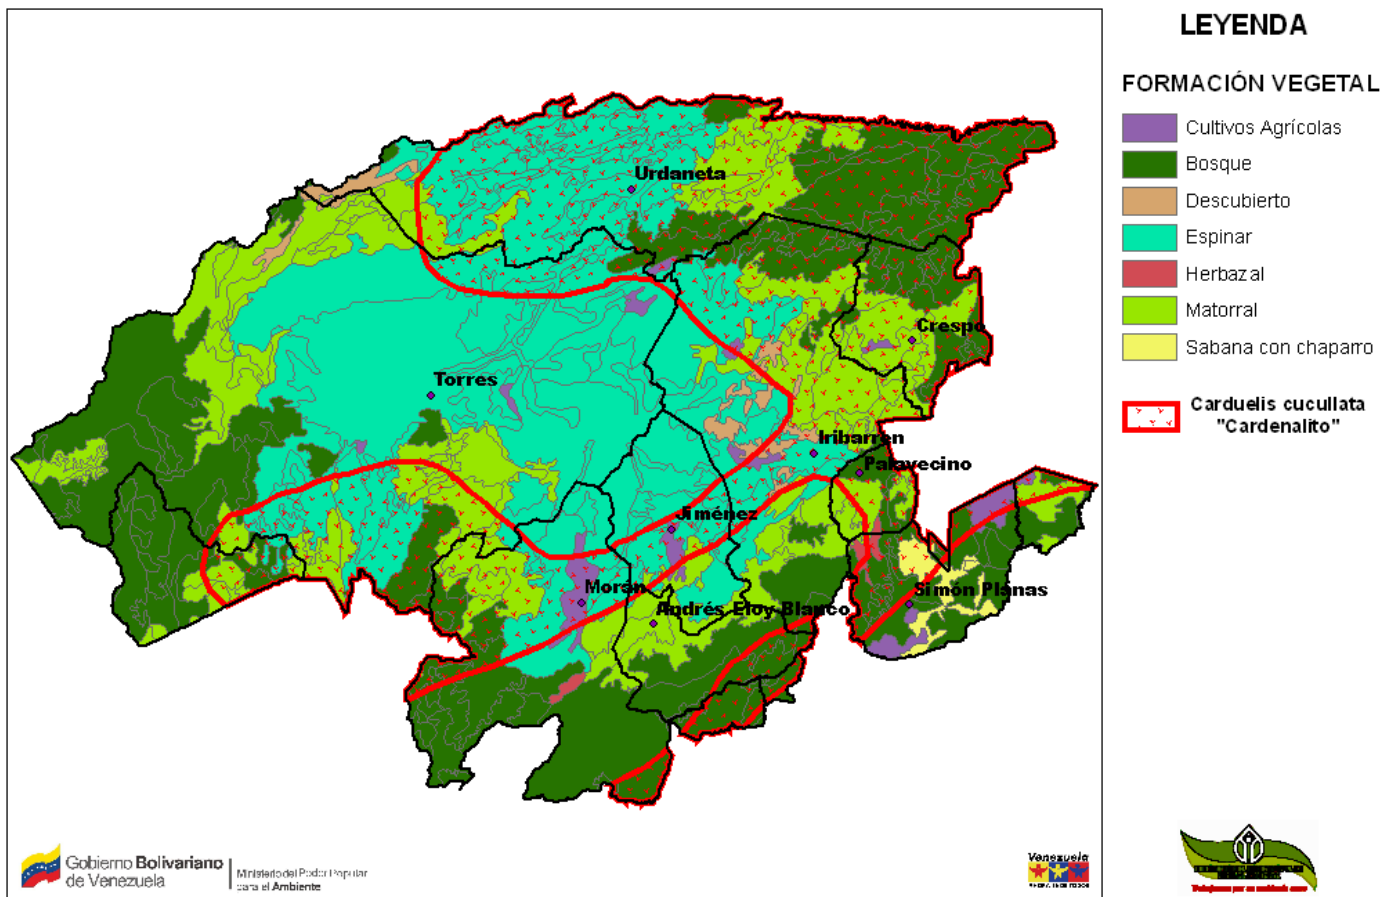 LEYENDA
FORMACIÓN VEGETAL
Cultivos Agrícolas
Bosque
Descubierto
Espinar
Herbazal
Matorral
Sabana con chaparro
Carduelis cucullata
"Cardenalito"
Urdaneta
Crespo
Torres
Iribarren
Palavecino
Jiménez
Morán
Andrés Eloy Blanco
Simón Planas
Gobierno Bolivariano
de Venezuela
Ministerio del Poder Popular
para el Ambiente
Venezuela